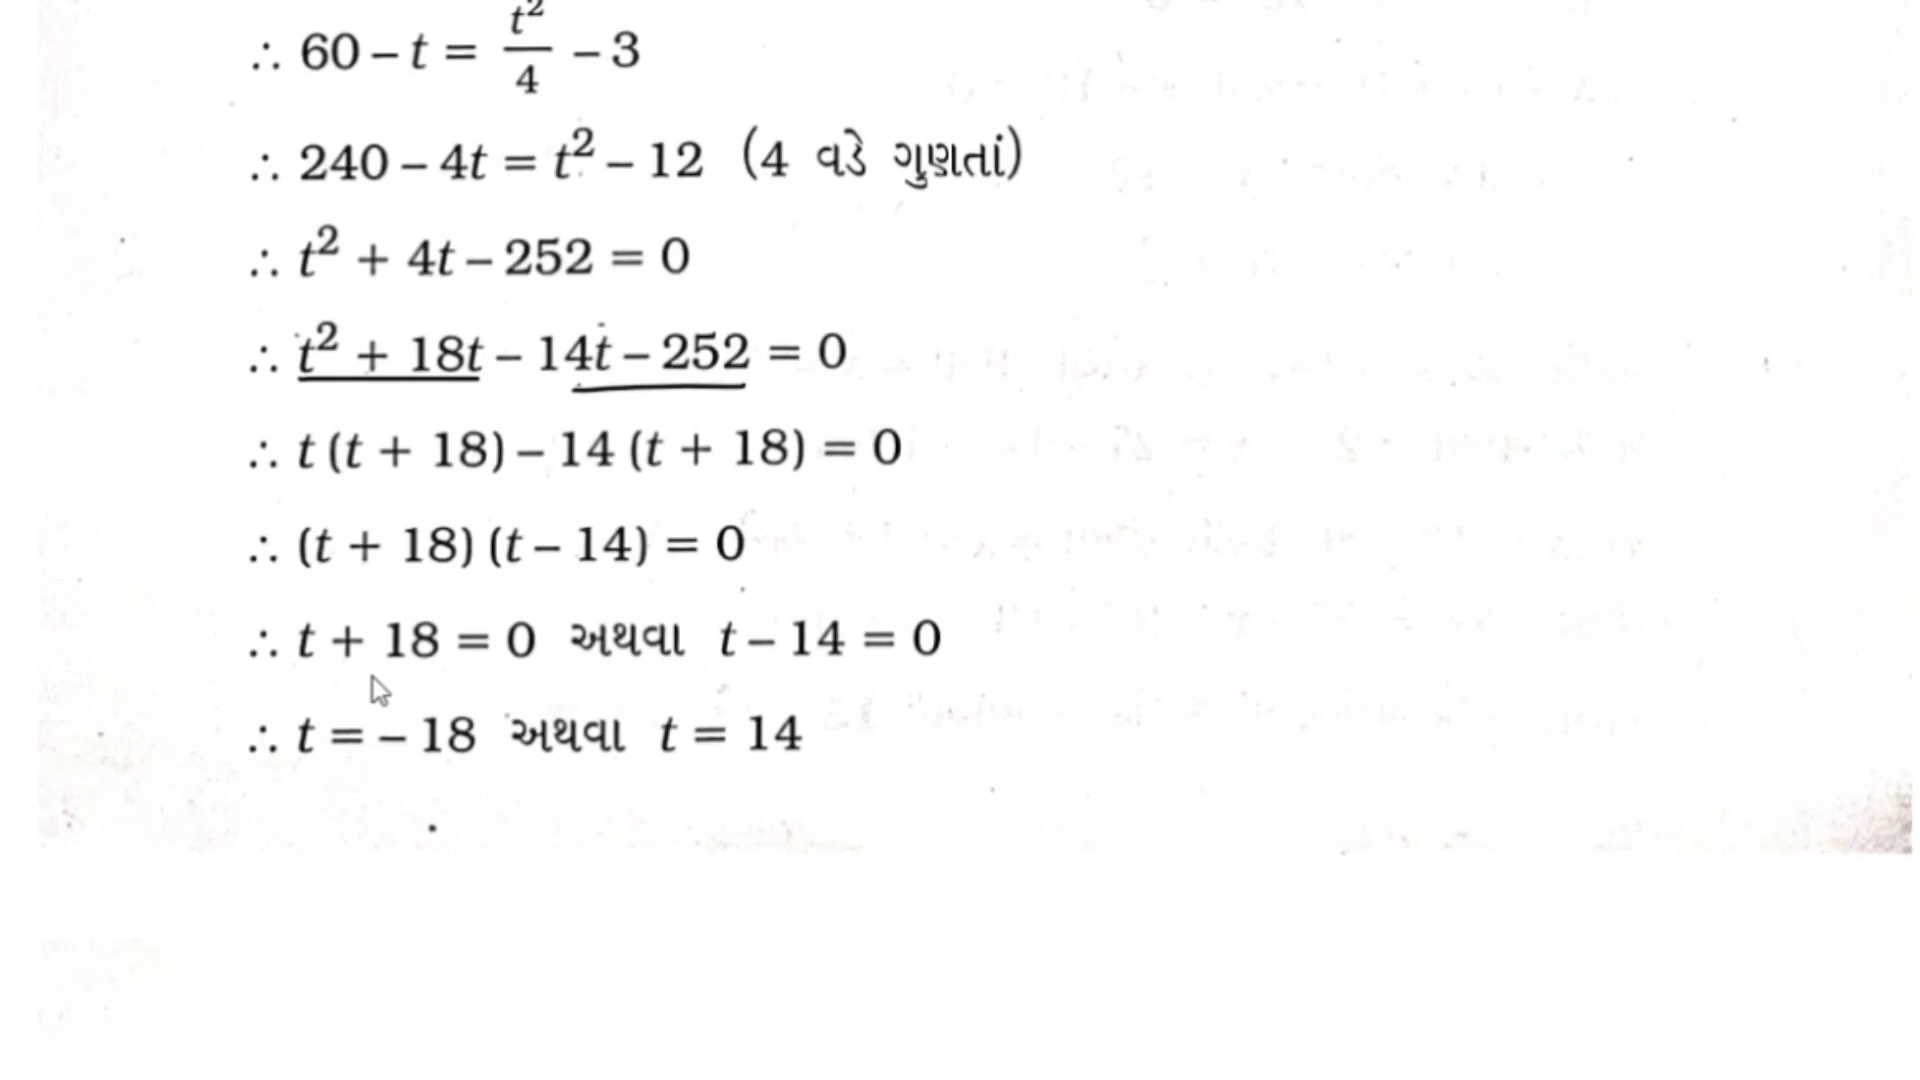 ∴ 60 – t = t²/4 – 3
∴ 240 – 4t = t² – 12 (4 વડે ગુણતાં)
∴ t² + 4t – 252 = 0
∴ t² + 18t – 14t – 252 = 0
∴ t (t + 18) – 14 (t + 18) = 0
∴ (t + 18) (t – 14) = 0
∴ t + 18 = 0 અથવા t – 14 = 0
∴ t = – 18 અથવા t = 14